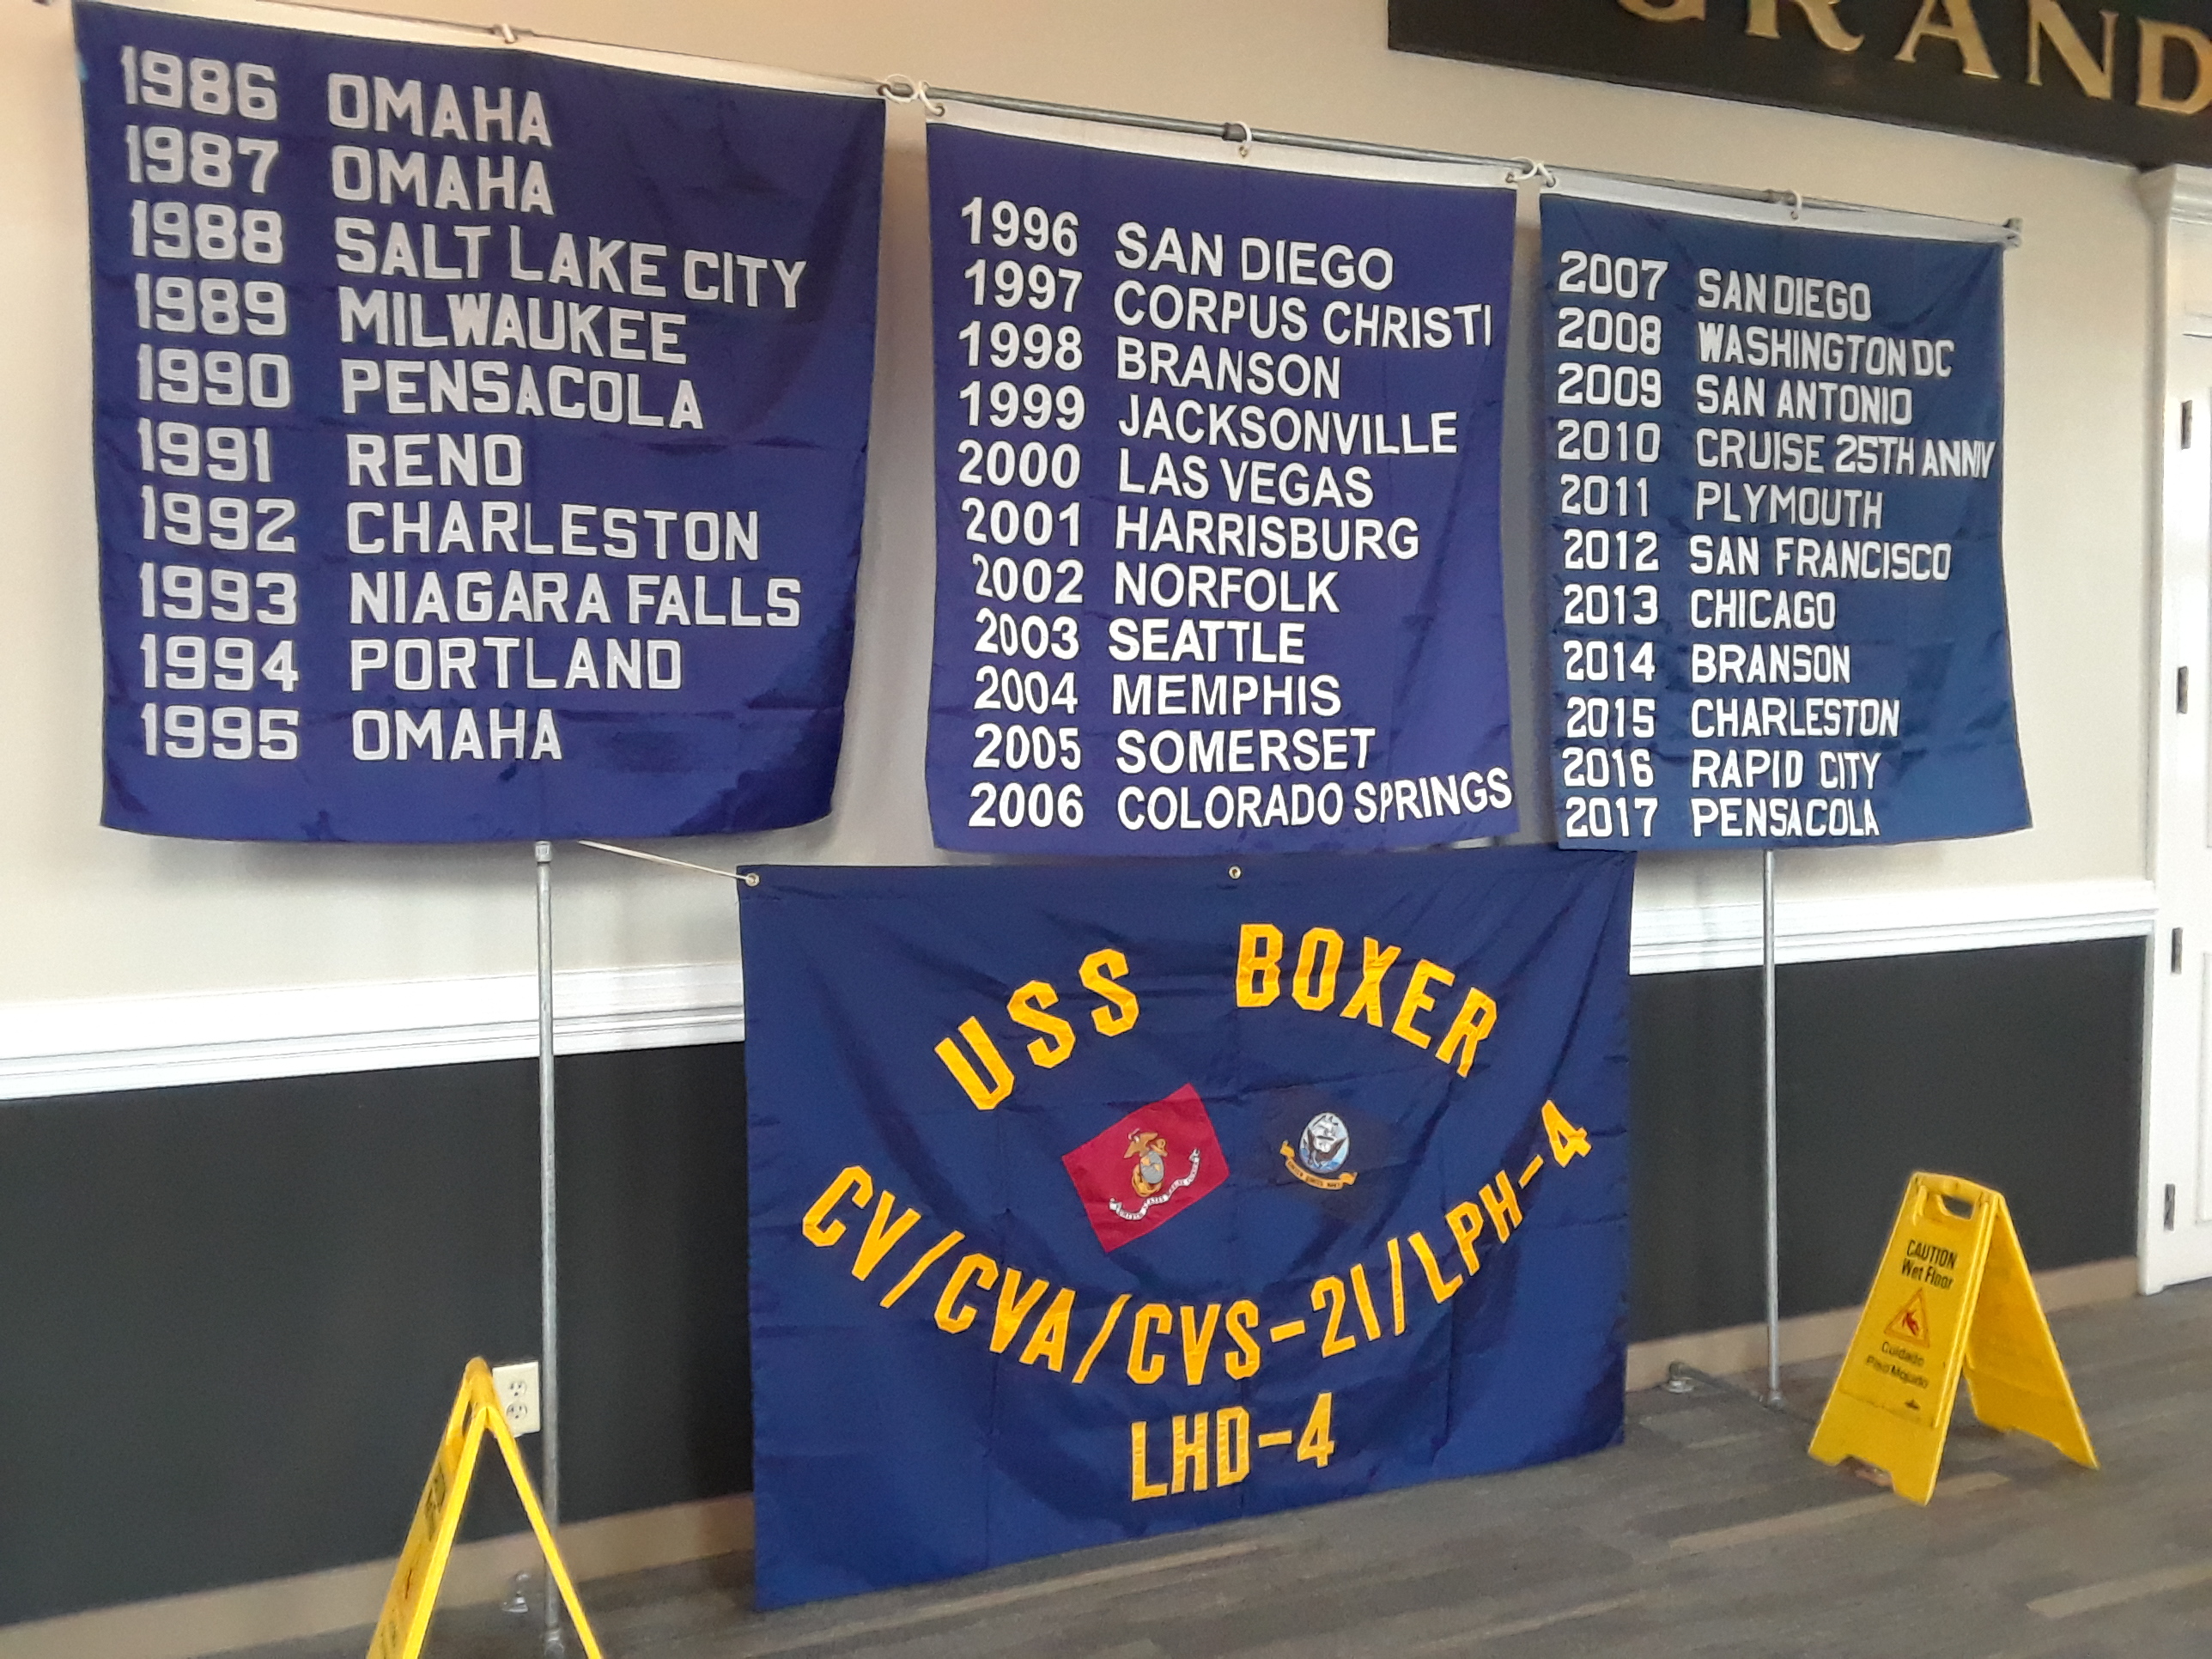 GRAND
1986 OMAHA
1987 OMAHA
1988 SALT LAKE CITY
1989 MILWAUKEE
1990 PENSACOLA
1991 RENO
1992 CHARLESTON
1993 NIAGARA FALLS
1994 PORTLAND
1995 OMAHA
1996 SAN DIEGO
1997 CORPUS CHRISTI
1998 BRANSON
1999 JACKSONVILLE
2000 LAS VEGAS
2001 HARRISBURG
2002 NORFOLK
2003 SEATTLE
2004 MEMPHIS
2005 SOMERSET
2006 COLORADO SPRINGS
2007 SAN DIEGO
2008 WASHINGTON DC
2009 SAN ANTONIO
2010 CRUISE 25TH ANNIV
2011 PLYMOUTH
2012 SAN FRANCISCO
2013 CHICAGO
2014 BRANSON
2015 CHARLESTON
2016 RAPID CITY
2017 PENSACOLA
USS BOXER
CV/CVA/CVS-21/LPH-4
LHD-4
CAUTION
Wet Floor
Cuidado
Piso Mojado